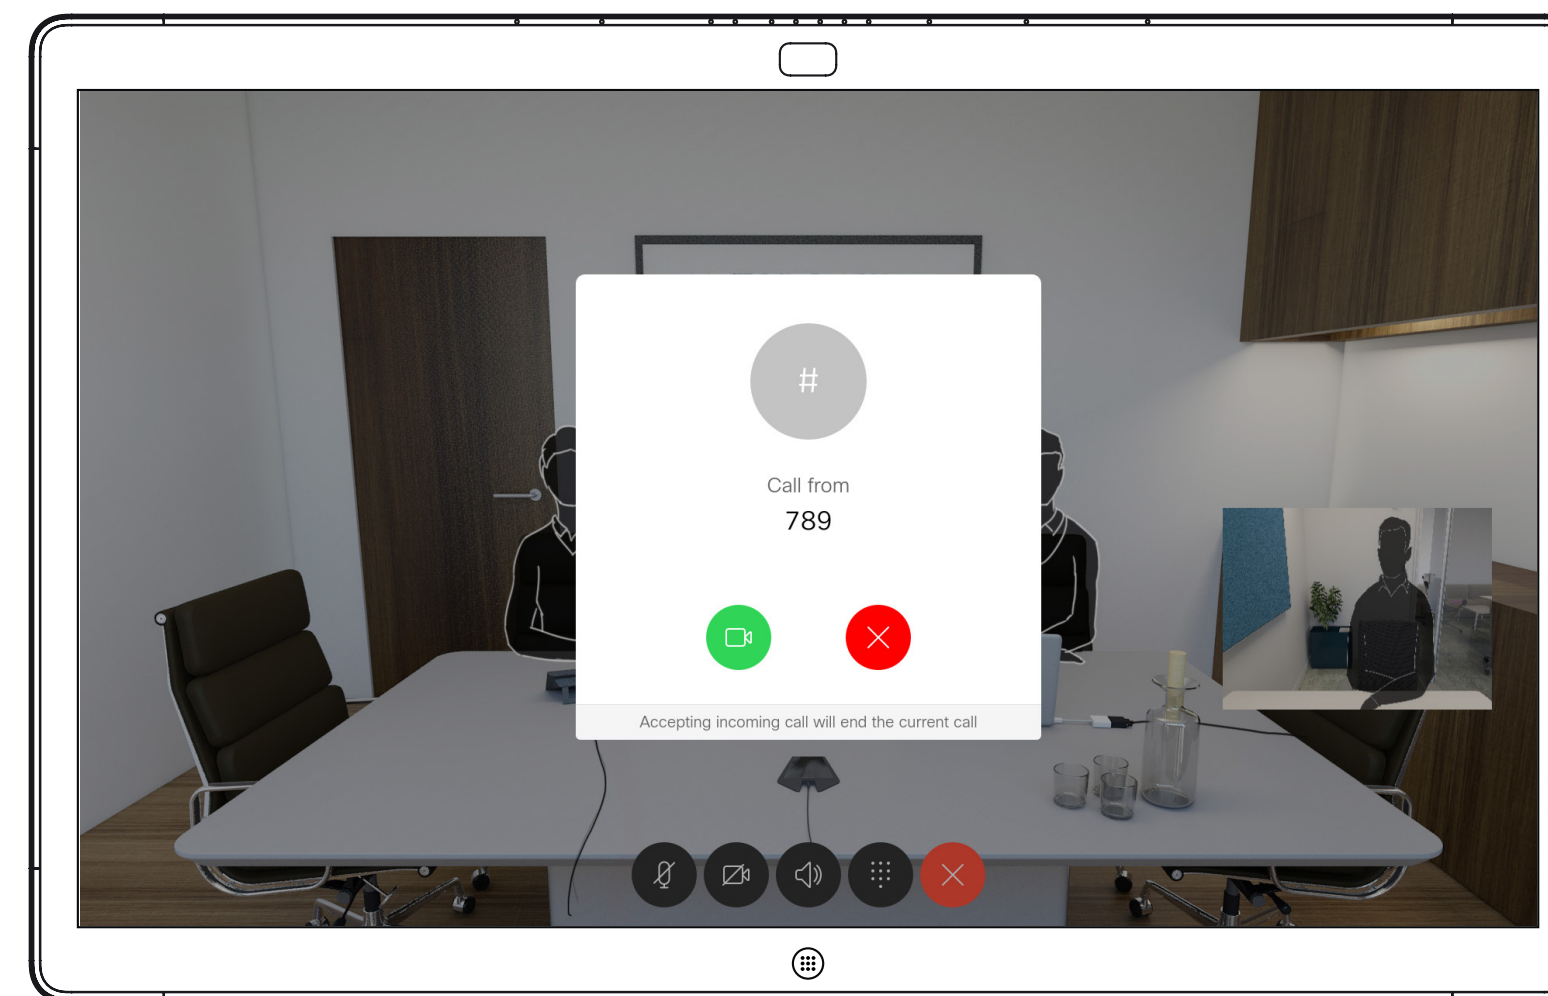 #
Call from
789
Accepting incoming call will end the current call